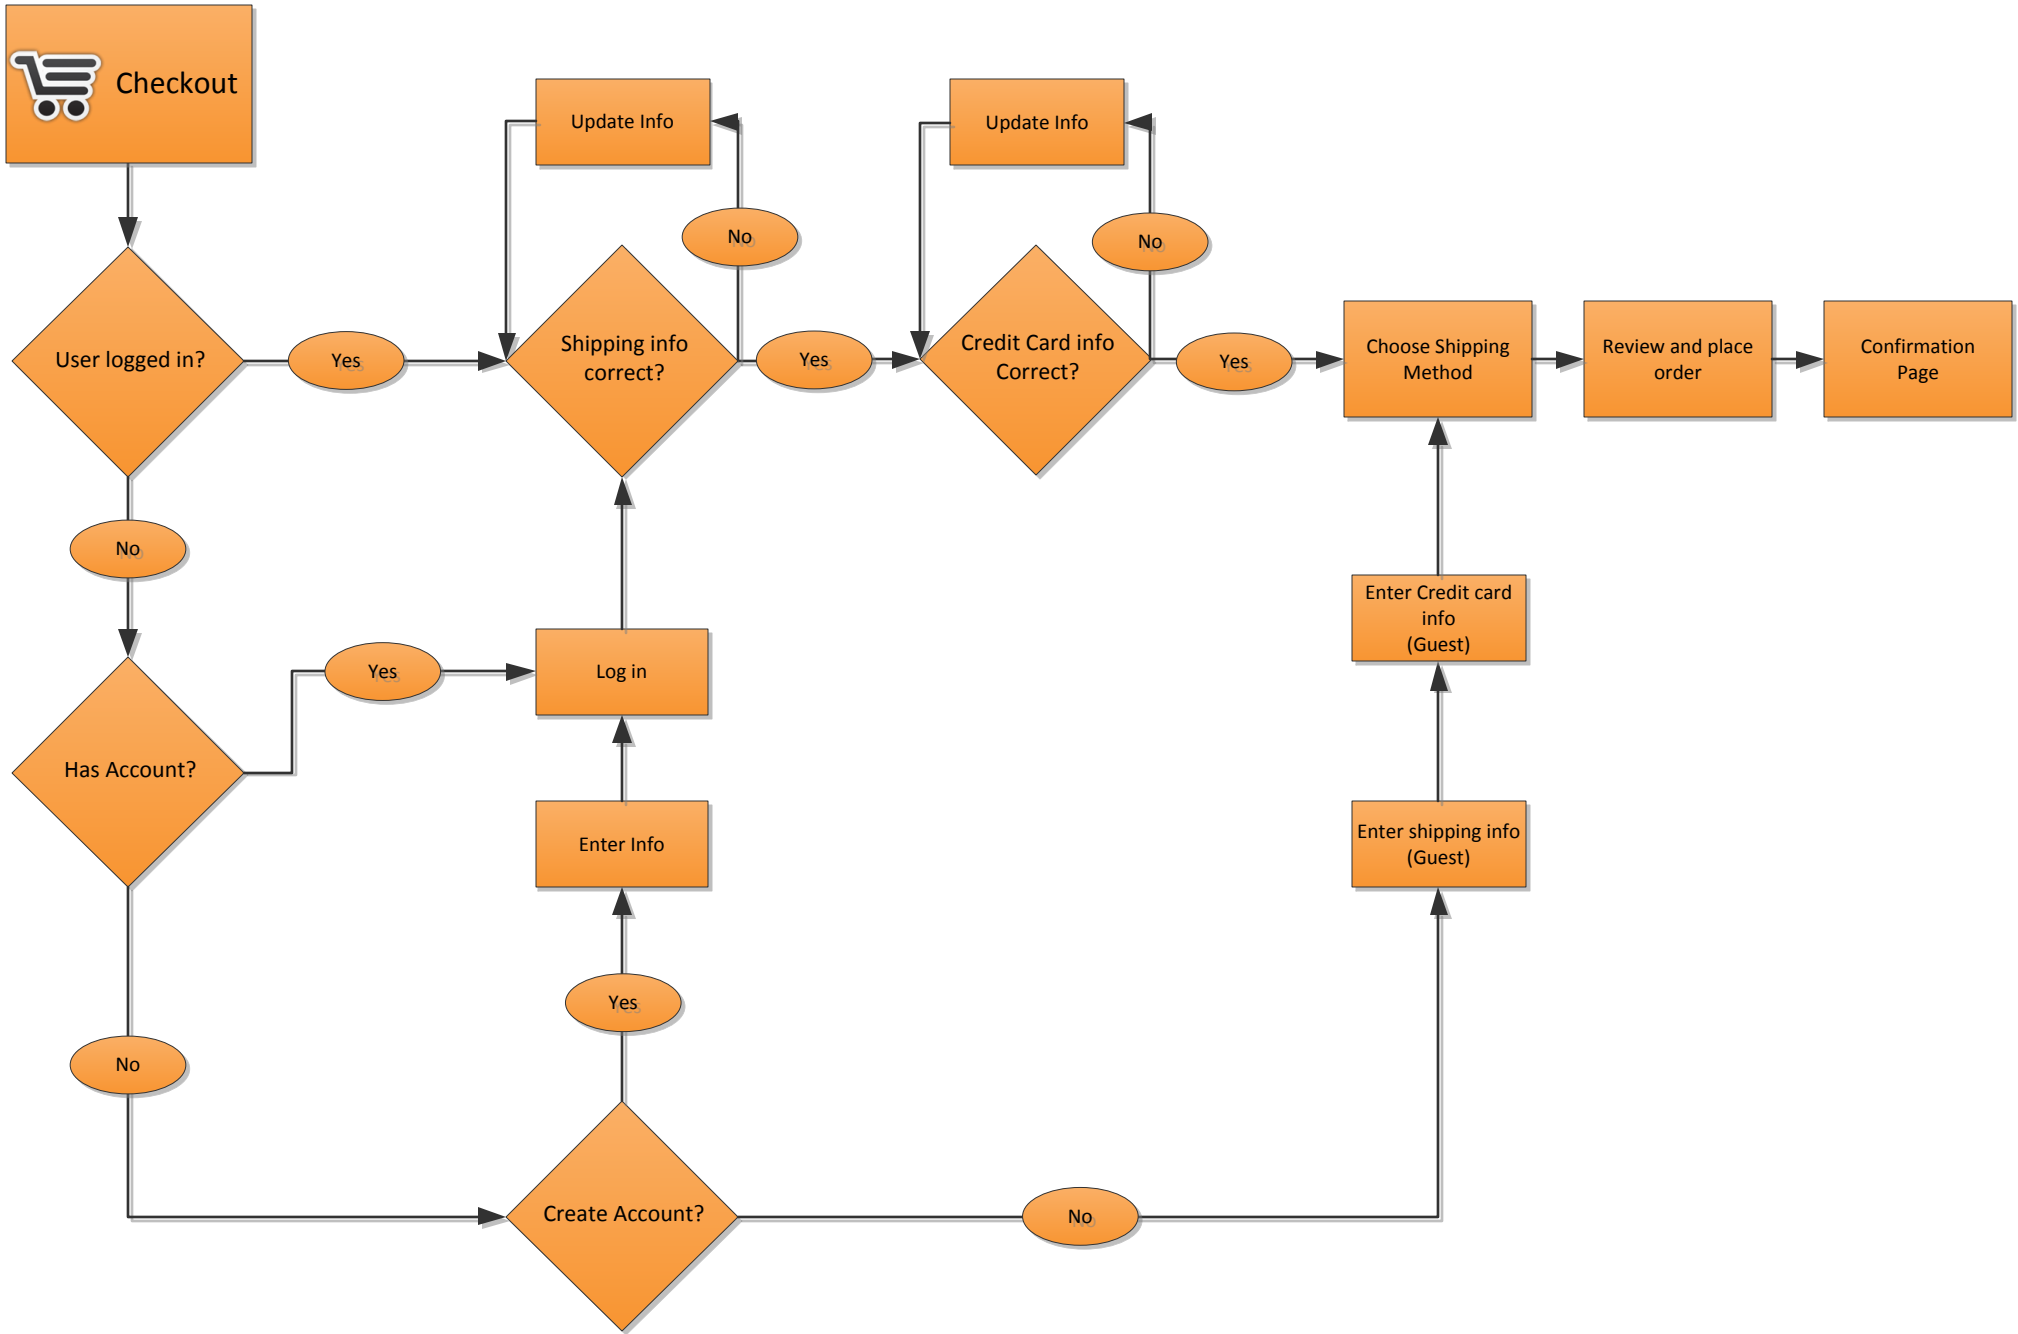 Checkout
Update Info
Update Info
No
No
User logged in?
Yes
Shipping info
correct?
Yes
Credit Card info
Correct?
Yes
Choose Shipping
Method
Review and place
order
Confirmation
Page
No
Yes
Log in
Enter Credit card
info
(Guest)
Has Account?
Enter Info
Enter shipping info
(Guest)
Yes
No
Create Account?
No